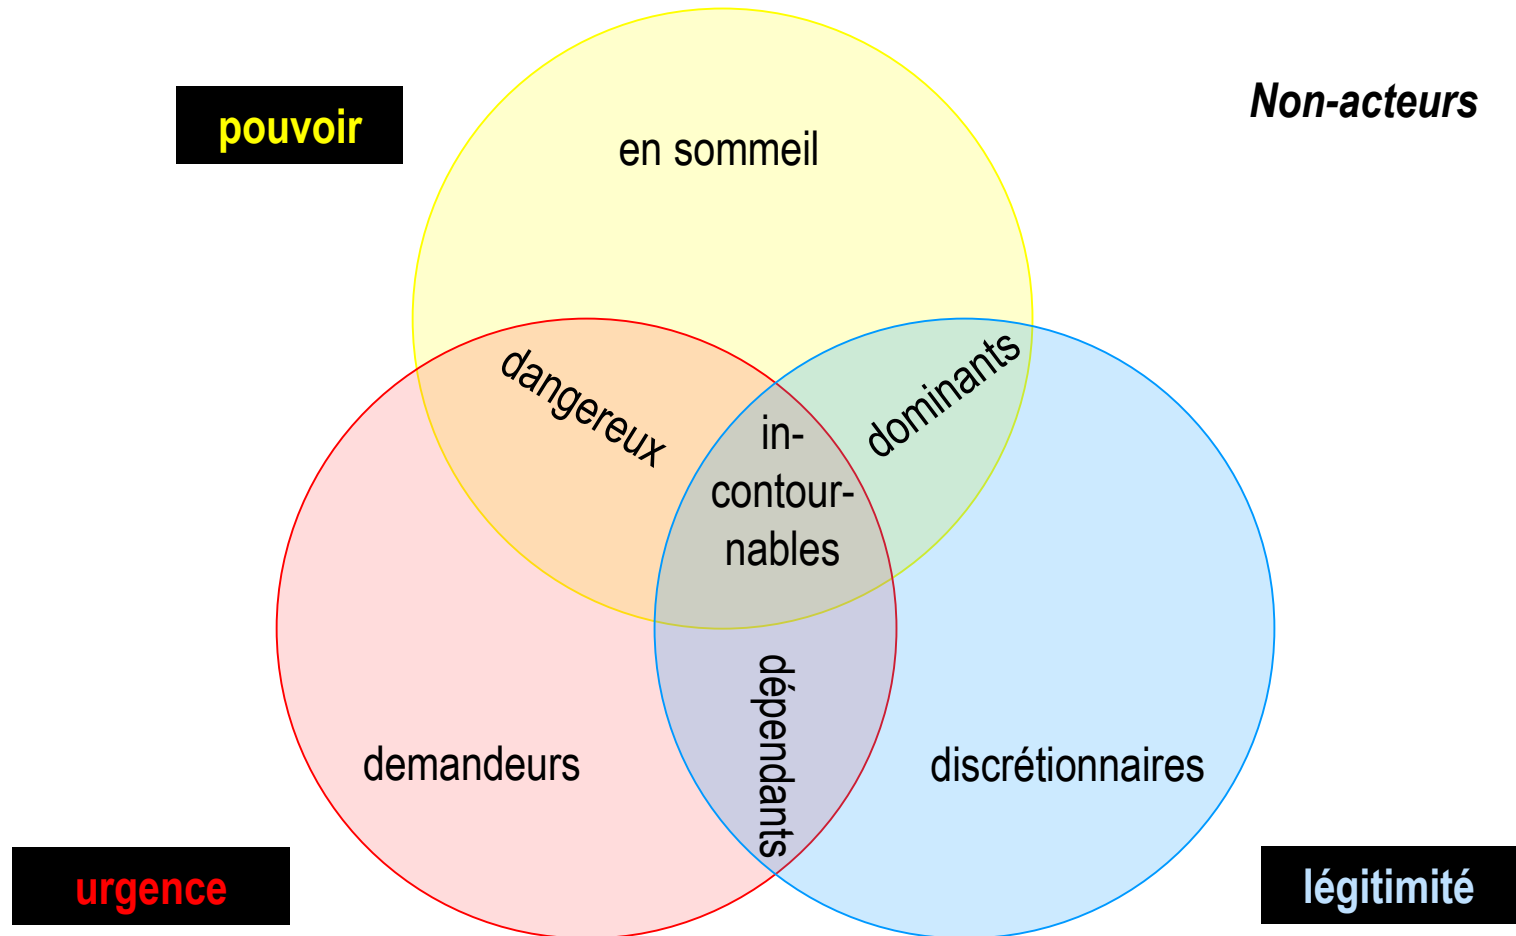 pouvoir
Non-acteurs
en sommeil
dangereux
dominants
in-
contour-
nables
dépendants
demandeurs
discrétionnaires
urgence
légitimité